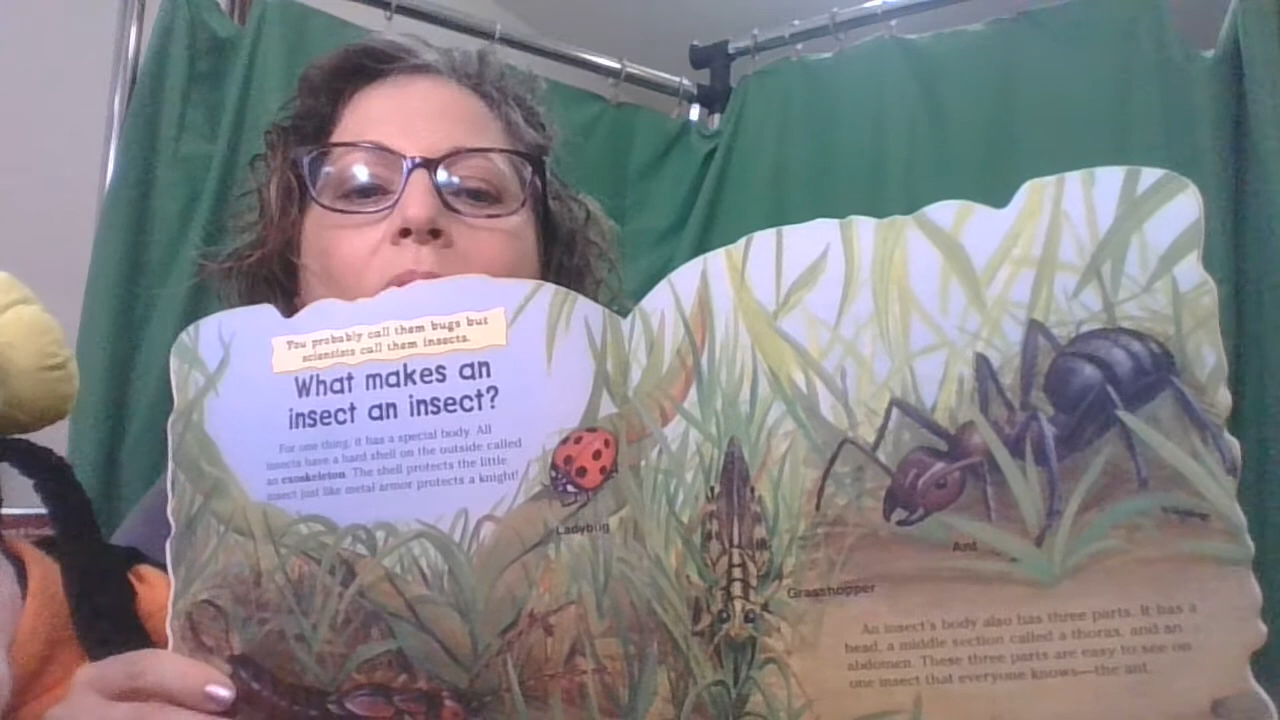 You probably call them bugs but
scientists call them insects.
What makes an
insect an insect?
For one thing, it has a special body. All
insects have a hard shell on the outside called
an exoskeleton. The shell protects the little
insect just like metal armor protects a knight!
Ladybug
Ant
Grasshopper
An insect's body also has three parts. It has a
head, a middle section called a thorax, and an
abdomen. These three parts are easy to see on
one insect that everyone knows—the ant.